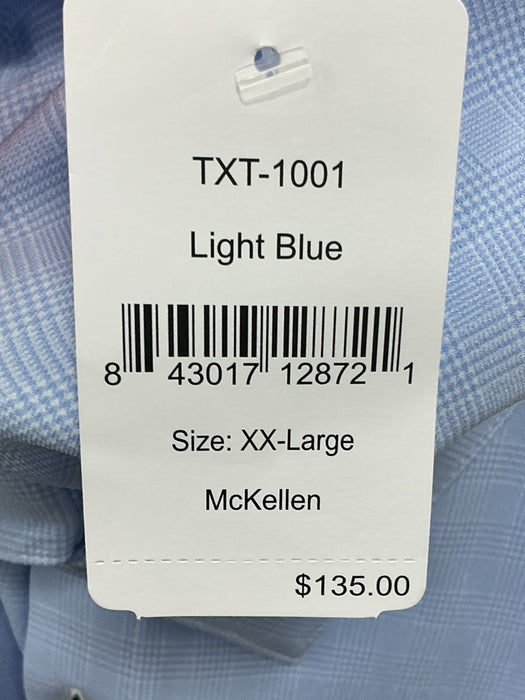 TXT-1001
Light Blue
8 43017 12872 1
Size: XX-Large
McKellen
$135.00